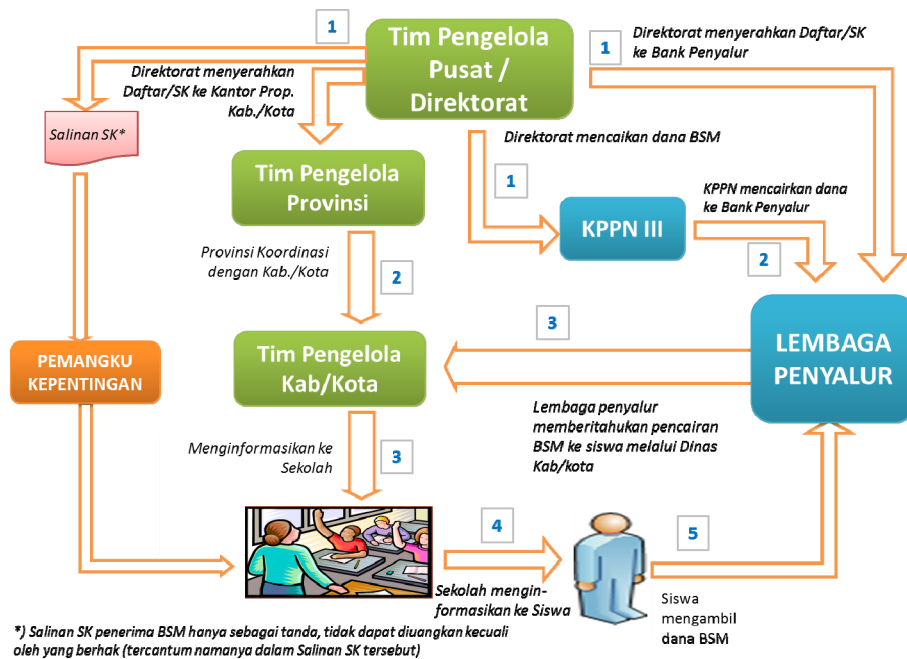 1
Tim Pengelola
Pusat /
Direktorat
Direktorat menyerahkan Daftar/SK
ke Bank Penyalur
1
Direktorat menyerahkan
Daftar/SK ke Kantor Prop.
Kab./Kota
Salinan SK*
Direktorat mencaikan dana BSM
1
Tim Pengelola
Provinsi
KPPN III
KPPN mencairkan dana
ke Bank Penyalur
2
Provinsi Koordinasi
dengan Kab./Kota
2
3
LEMBAGA
PENYALUR
PEMANGKU
KEPENTINGAN
Tim Pengelola
Kab/Kota
Lembaga penyalur
memberitahukan pencairan
BSM ke siswa melalui Dinas
Kab/kota
Menginformasikan ke
Sekolah
3
4
5
Sekolah mengin-
formasikan ke Siswa
Siswa
mengambil
dana BSM
*) Salinan SK penerima BSM hanya sebagai tanda, tidak dapat diuangkan kecuali
oleh yang berhak (tercantum namanya dalam Salinan SK tersebut)